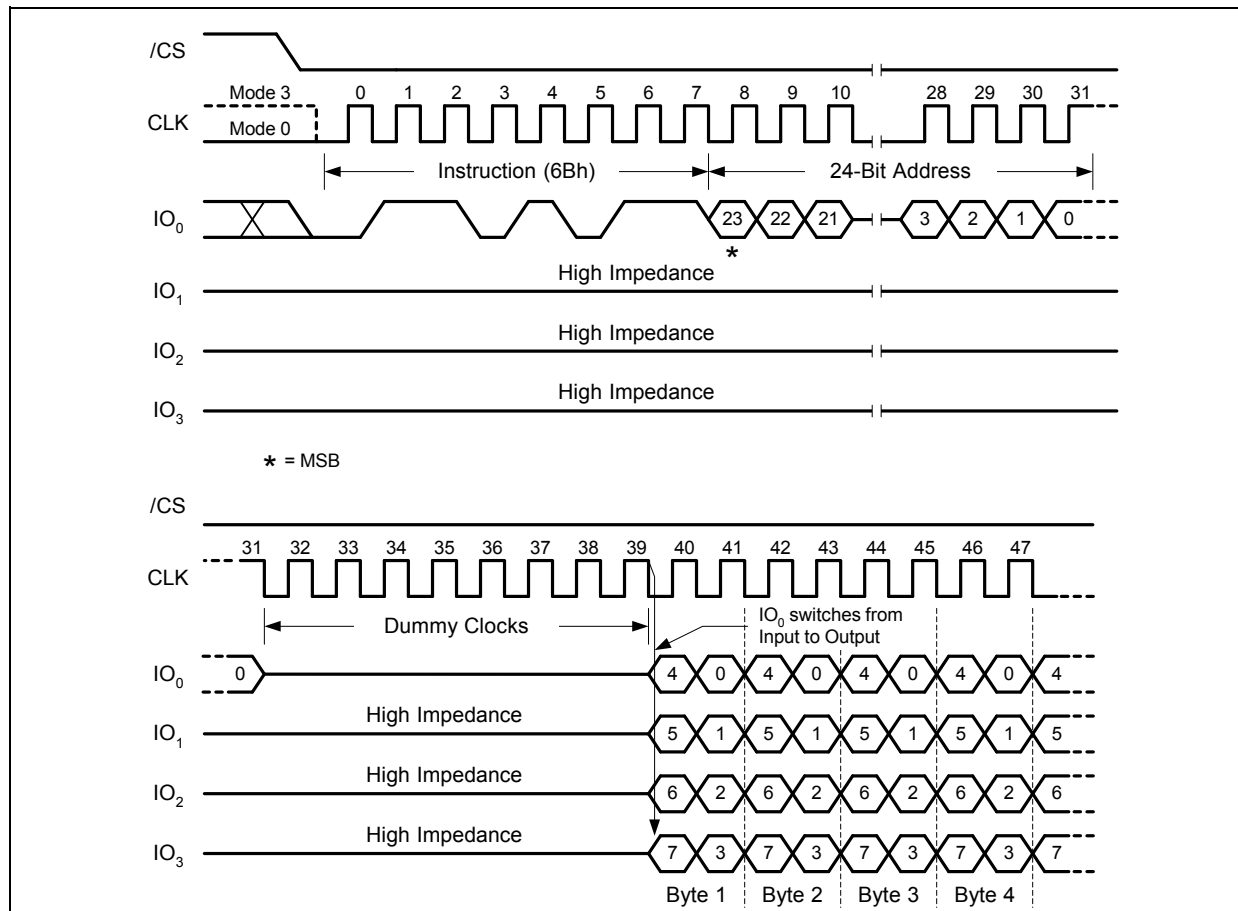 /CS
Mode 3
0 1 2 3 4 5 6 7 8 9 10 28 29 30 31
CLK
Mode 0
Instruction (6Bh) 24-Bit Address
IO0
23 22 21 3 2 1 0
*
High Impedance
IO1
High Impedance
IO2
High Impedance
IO3
* = MSB
/CS
31 32 33 34 35 36 37 38 39 40 41 42 43 44 45 46 47
CLK
Dummy Clocks
IO0 switches from
Input to Output
IO0
0 4 0 4 0 4 0 4 0 4
High Impedance
IO1
5 1 5 1 5 1 5 1 5
High Impedance
IO2
6 2 6 2 6 2 6 2 6
High Impedance
IO3
7 3 7 3 7 3 7 3 7
Byte 1 Byte 2 Byte 3 Byte 4